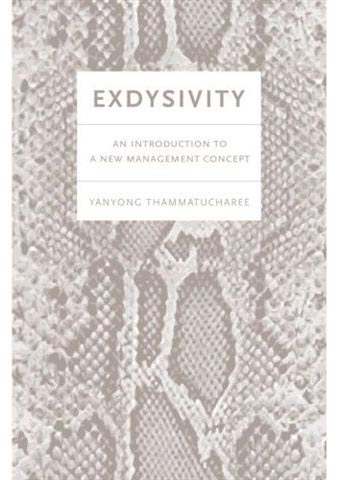 EXDYSIVITY
AN INTRODUCTION TO
A NEW MANAGEMENT CONCEPT
YANYONG THAMMATUCHAREE